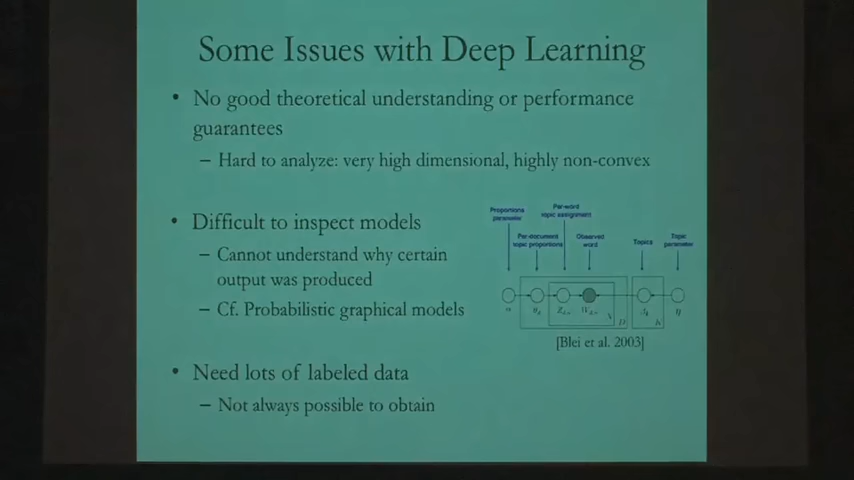 Some Issues with Deep Learning
• No good theoretical understanding or performance
guarantees
– Hard to analyze: very high dimensional, highly non-convex
• Difficult to inspect models
– Cannot understand why certain
output was produced
– Cf. Probabilistic graphical models
Proportions
parameter
Per-word
topic assignment
Per-document
topic proportions
Observed
word
Topics
Topic
parameter
α
η
N
D
K
[Blei et al. 2003]
• Need lots of labeled data
– Not always possible to obtain